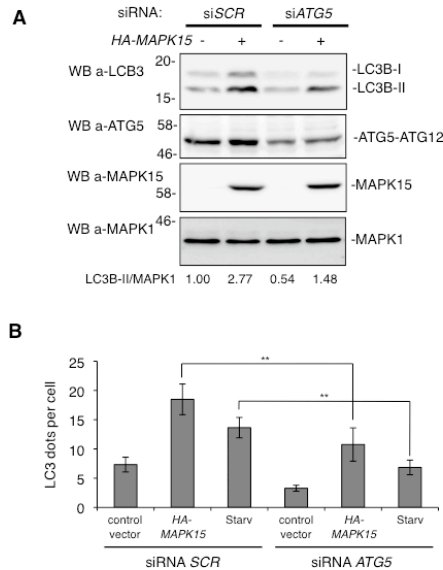 A
siRNA: siSCR siATG5
HA-MAPK15 - + - +
WB a-LCB3
20-
15-
-LC3B-I
-LC3B-II
WB a-ATG5
58-
46-
-ATG5-ATG12
WB a-MAPK15
58-
-MAPK15
WB a-MAPK1
-MAPK1
LC3B-II/MAPK1 1.00 2.77 0.54 1.48
B
LC3 dots per cell
25
20
15
10
5
0
**
**
control vector
HA-MAPK15
Starv
control vector
HA-MAPK15
Starv
siRNA SCR
siRNA ATG5